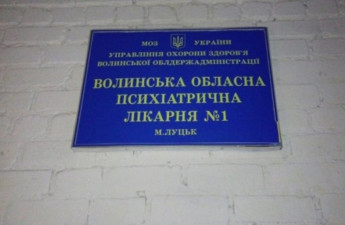 МОЗ УКРАЇНИ
УПРАВЛІННЯ ОХОРОНИ ЗДОРОВ'Я
ВОЛИНСЬКОЇ ОБЛДЕРЖАДМІНІСТРАЦІЇ
ВОЛИНСЬКА ОБЛАСНА
ПСИХІАТРИЧНА
ЛІКАРНЯ №1
М.ЛУЦЬК